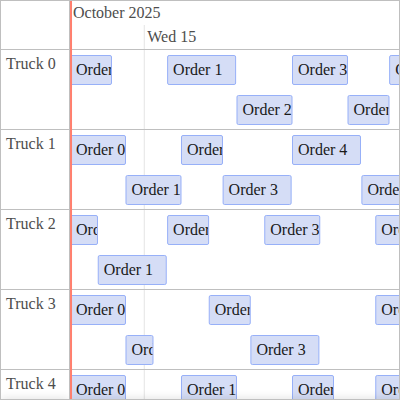 October 2025
Wed 15
Truck 0
Order
Order 1
Order 3
Order 2
Order
Truck 1
Order 0
Order
Order 4
Order 1
Order 3
Orde
Truck 2
Ord
Order
Order 3
Or
Order 1
Truck 3
Order 0
Order
Or
Ord
Order 3
Truck 4
Order 0
Order 1
Order
Or